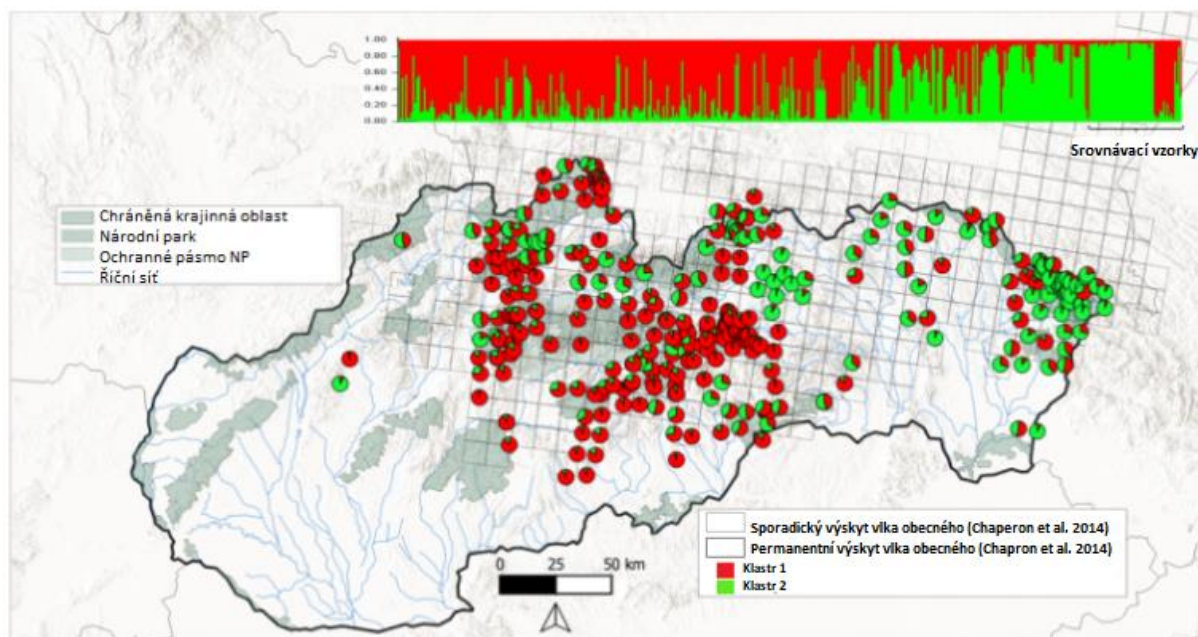 1.00
0.80
0.60
0.40
0.20
0.00
Srovnávací vzorky
Chráněná krajinná oblast
Národní park
Ochranné pásmo NP
Říční síť
Sporadický výskyt vlka obecného (Chaperon et al. 2014)
Permanentní výskyt vlka obecného (Chapron et al. 2014)
Klastr 1
Klastr 2
0 25 50 km